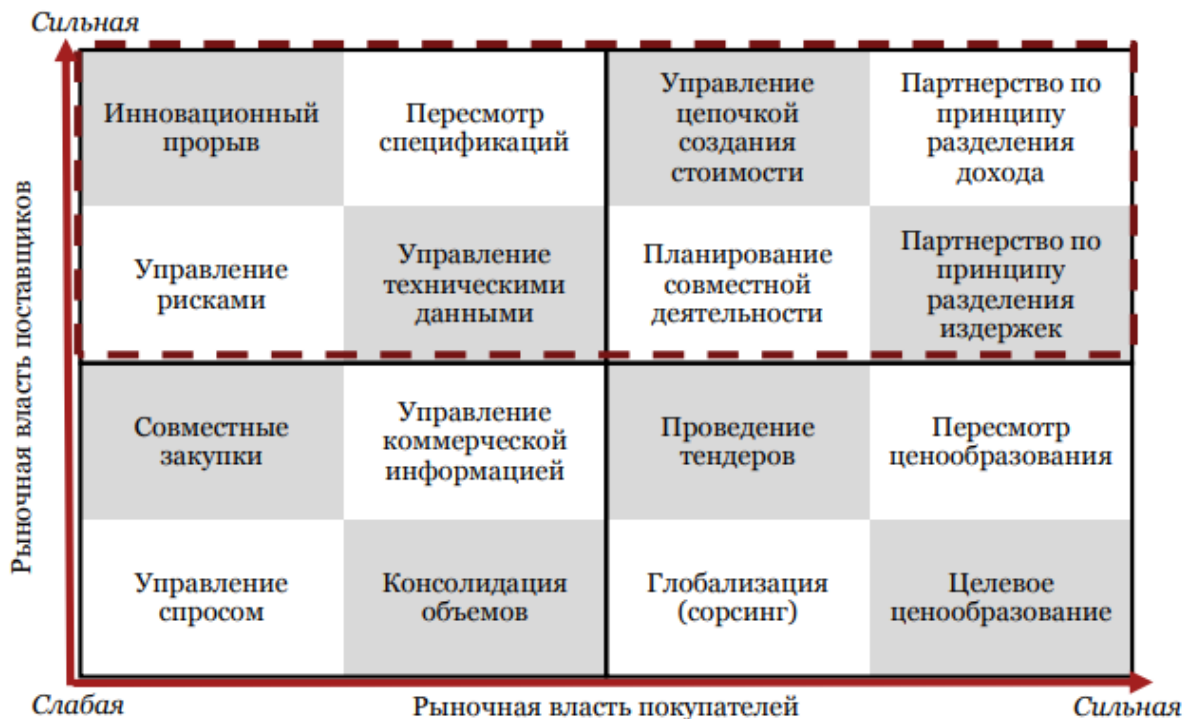 Сильная
Рыночная власть поставщиков
Инновационный
прорыв
Пересмотр
спецификаций
Управление
цепочкой
создания
стоимости
Партнерство по
принципу
разделения
дохода
Управление
рисками
Управление
техническими
данными
Планирование
совместной
деятельности
Партнерство по
принципу
разделения
издержек
Совместные
закупки
Управление
коммерческой
информацией
Проведение
тендеров
Пересмотр
ценообразования
Управление
спросом
Консолидация
объемов
Глобализация
(сорсинг)
Целевое
ценообразование
Слабая
Рыночная власть покупателей
Сильная